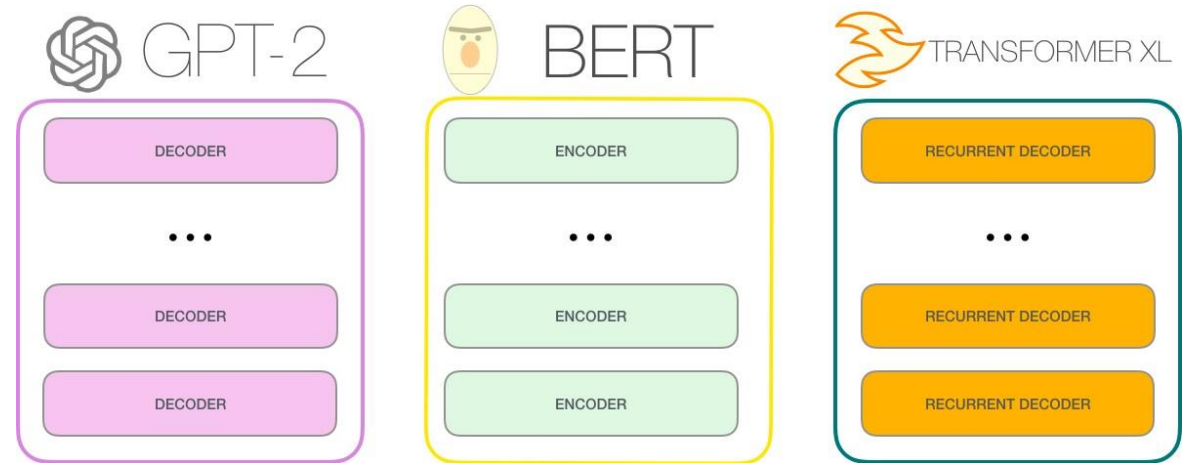 GPT-2
DECODER
...
DECODER
DECODER
BERT
ENCODER
...
ENCODER
ENCODER
TRANSFORMER XL
RECURRENT DECODER
...
RECURRENT DECODER
RECURRENT DECODER